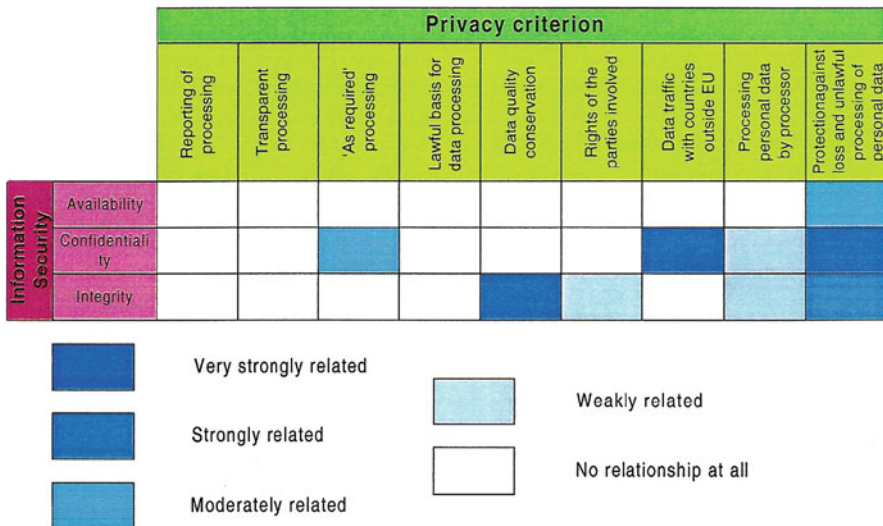 Privacy criterion
Reporting of
processing
Transparent
processing
'As required'
processing
Lawful basis for
data processing
Data quality
conservation
Rights of the
parties involved
Data traffic
with countries
outside EU
Processing
personal data
by processor
Protectionagainst
loss and unlawful
processing of
personal data
Information
Security
Availability
Confidentiali
ty
Integrity
Very strongly related
Strongly related
Moderately related
Weakly related
No relationship at all